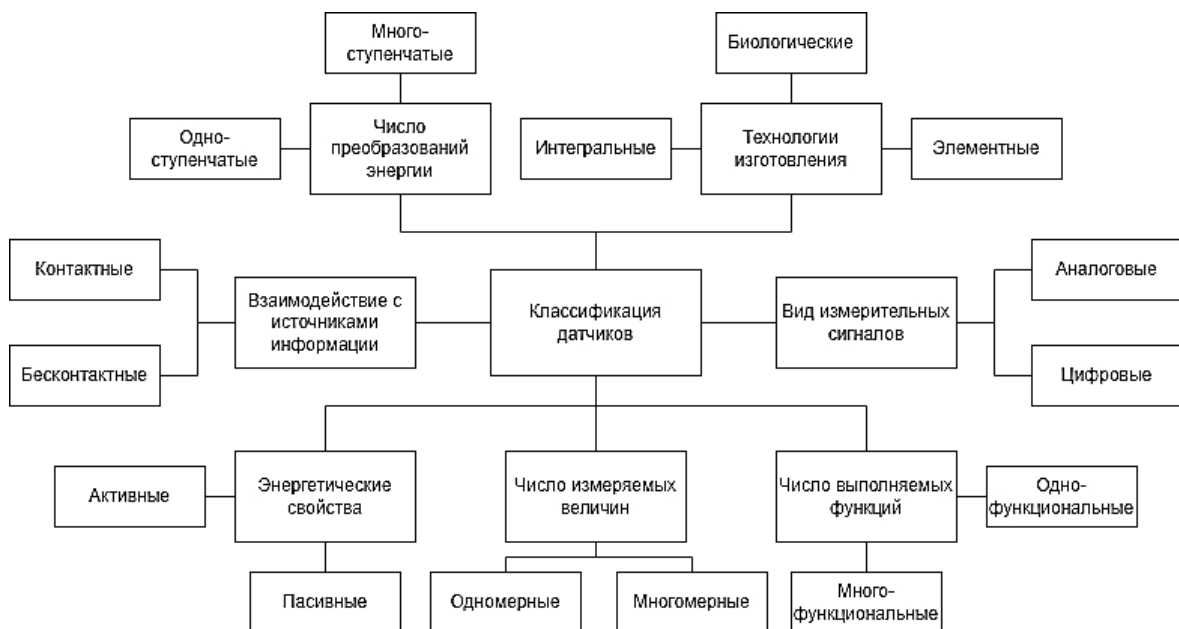 Много-
ступенчатые
Биологические
Одно-
ступенчатые
Число
преобразований
энергии
Интегральные
Технологии
изготовления
Элементные
Контактные
Бесконтактные
Взаимодействие с
источниками
информации
Классификация
датчиков
Вид измерительных
сигналов
Аналоговые
Цифровые
Активные
Энергетические
свойства
Число измеряемых
величин
Число выполняемых
функций
Одно-
функциональные
Пасивные
Одномерные
Многомерные
Много-
функциональные